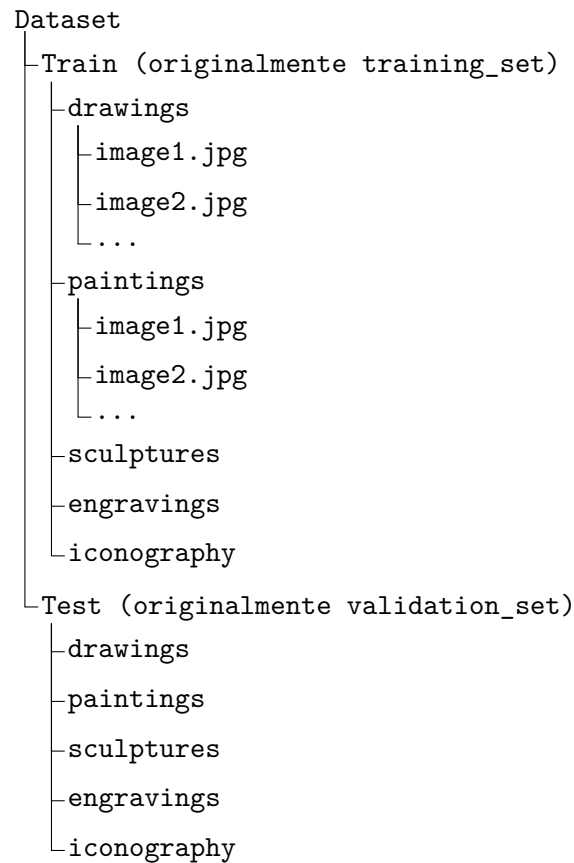 Dataset
Train (originalmente training_set)
drawings
image1.jpg
image2.jpg
...
paintings
image1.jpg
image2.jpg
...
sculptures
engravings
iconography
Test (originalmente validation_set)
drawings
paintings
sculptures
engravings
iconography